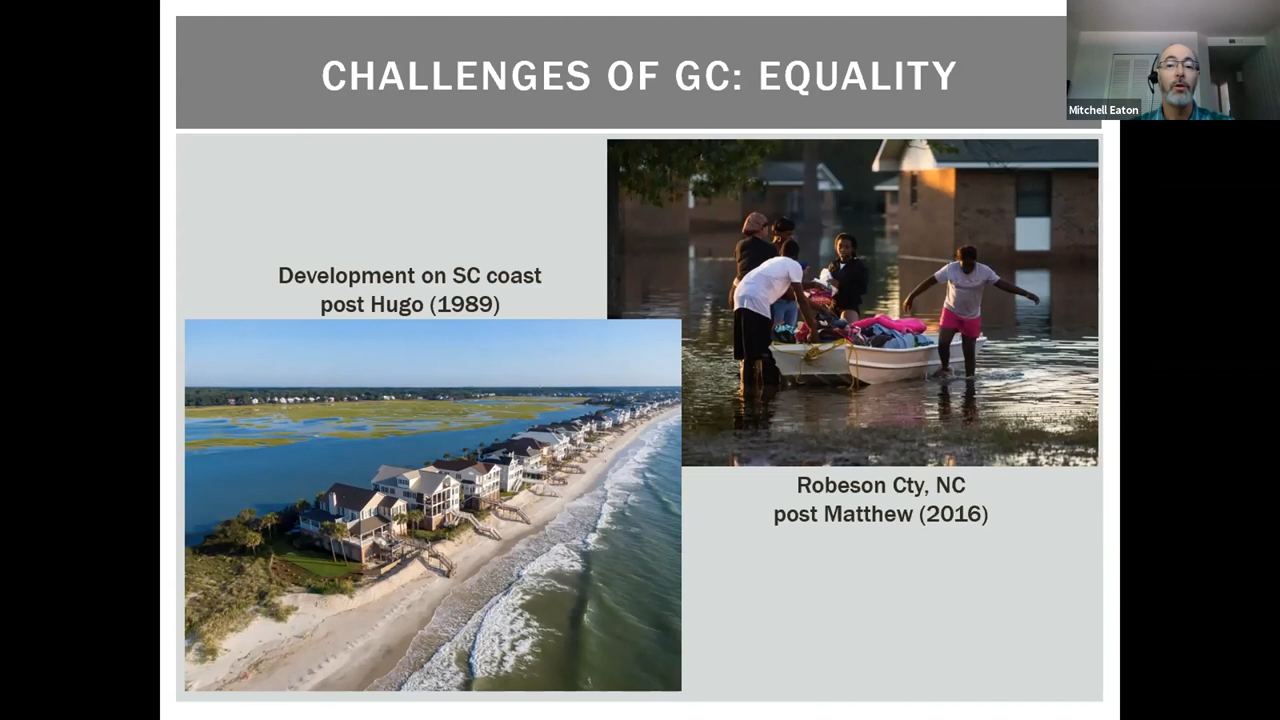 CHALLENGES OF GC: EQUALITY
Mitchell Eaton
Development on SC coast
post Hugo (1989)
Robeson Cty, NC
post Matthew (2016)